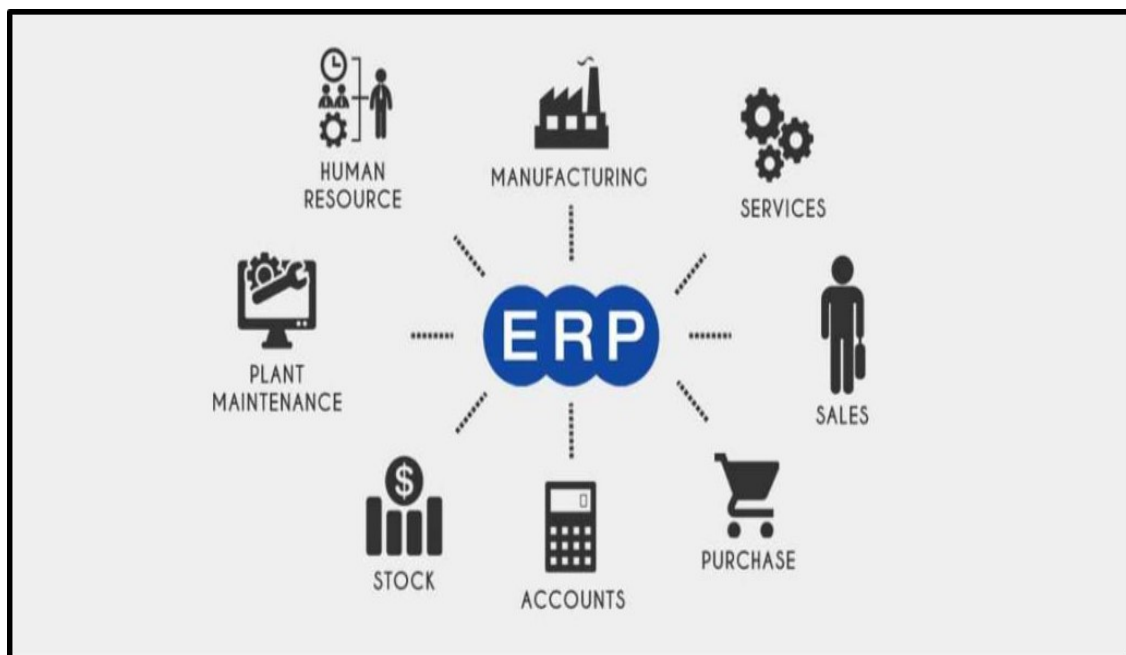 HUMAN
RESOURCE
MANUFACTURING
SERVICES
ERP
PLANT
MAINTENANCE
SALES
STOCK
ACCOUNTS
PURCHASE
$